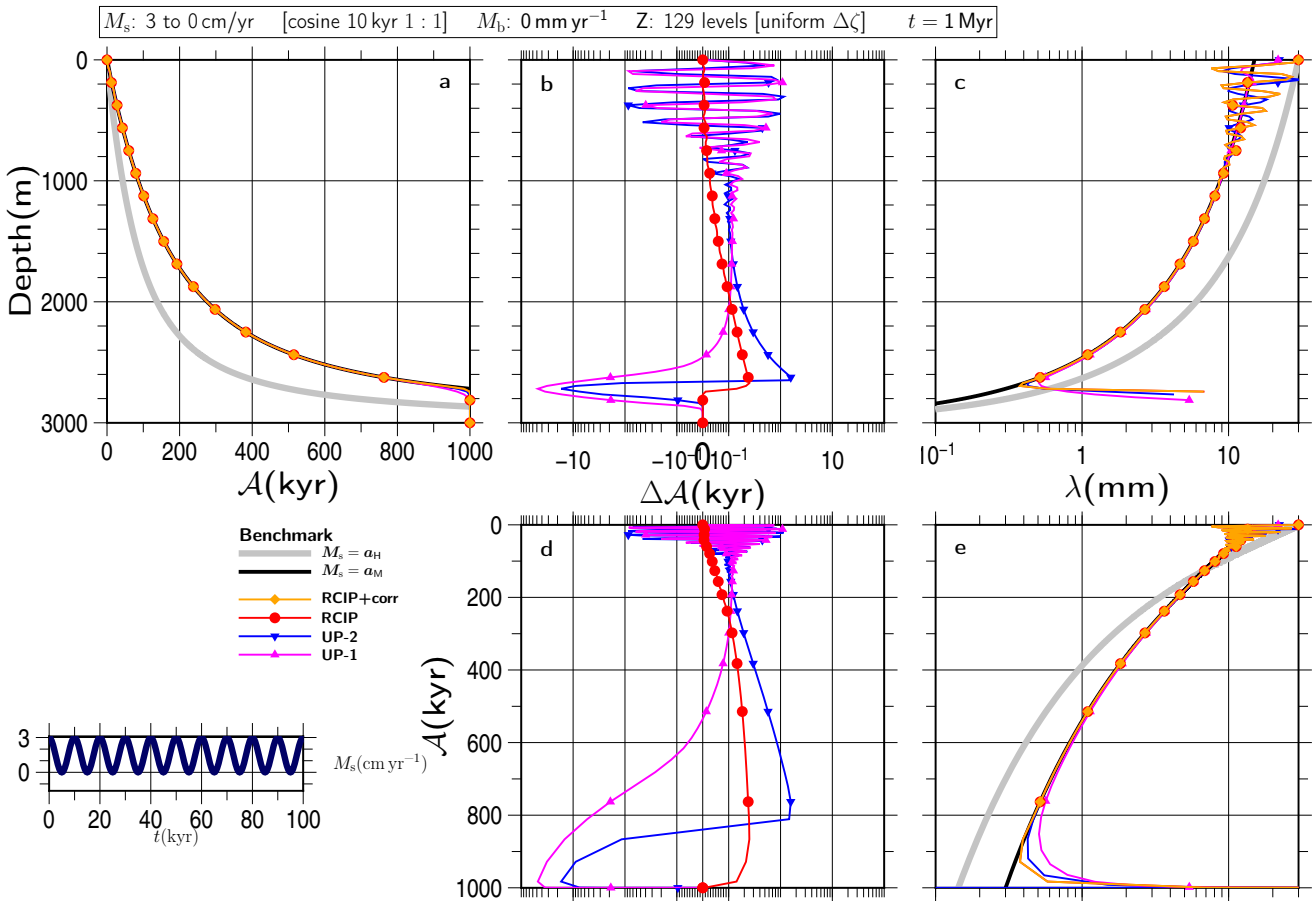 Mₛ: 3 to 0 cm/yr [cosine 10 kyr 1 : 1] M_b: 0 mm yr⁻¹ Z: 129 levels [uniform Δζ] t = 1 Myr
a b c
0
1000
2000
3000
Depth(m)
0 200 400 600 800 1000
𝒜(kyr)
−10 −10⁻¹ 0 10⁻¹ 10
Δ𝒜(kyr)
10⁻¹ 1 10
λ(mm)
Benchmark
Mₛ = a_H
Mₛ = a_M
RCIP+corr
RCIP
UP-2
UP-1
d e
0
200
400
600
800
1000
𝒜(kyr)
3
0
Mₛ(cm yr⁻¹)
0 20 40 60 80 100
t(kyr)